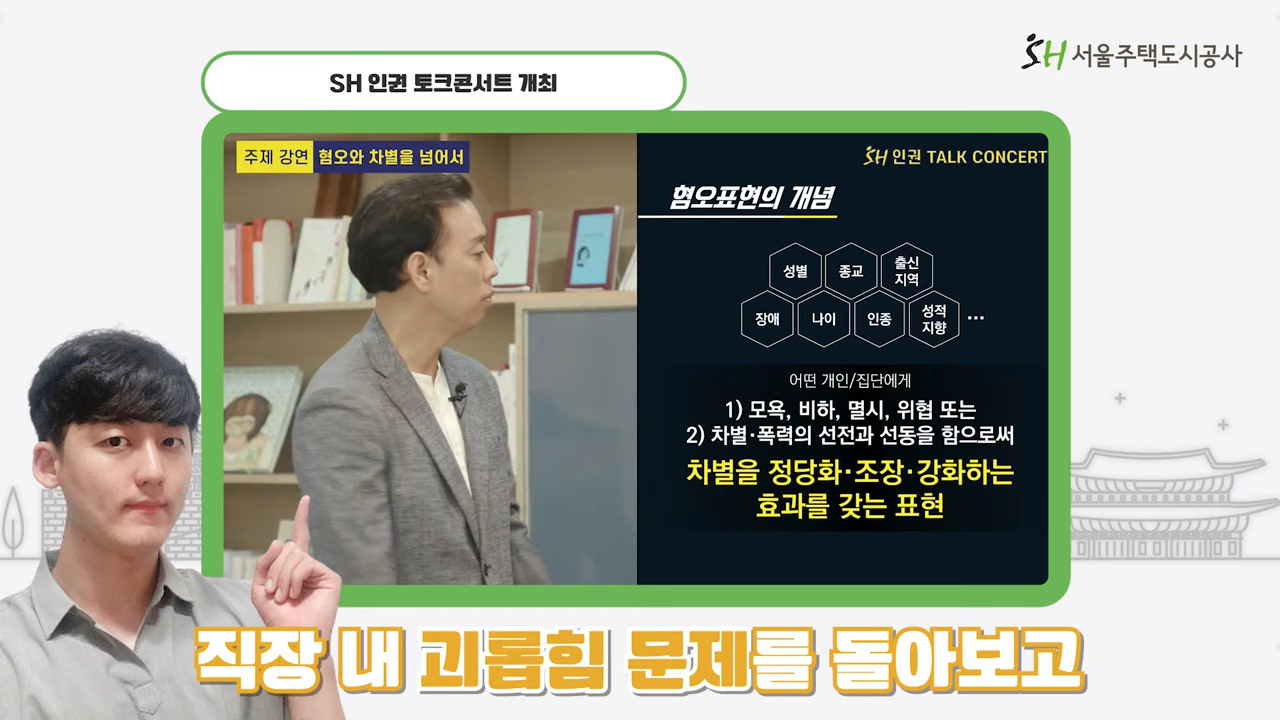 SH 서울주택도시공사
SH 인권 토크콘서트 개최
주제 강연 혐오와 차별을 넘어서
SH 인권 TALK CONCERT
혐오표현의 개념
성별 종교 출신 지역
장애 나이 인종 성적 지향 ...
어떤 개인/집단에게
1) 모욕, 비하, 멸시, 위협 또는
2) 차별·폭력의 선전과 선동을 함으로써
차별을 정당화·조장·강화하는
효과를 갖는 표현
직장 내 괴롭힘 문제를 돌아보고